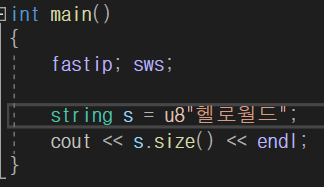 int main()
{
fastip; sws;
string s = u8"헬로월드";
cout << s.size() << endl;
}